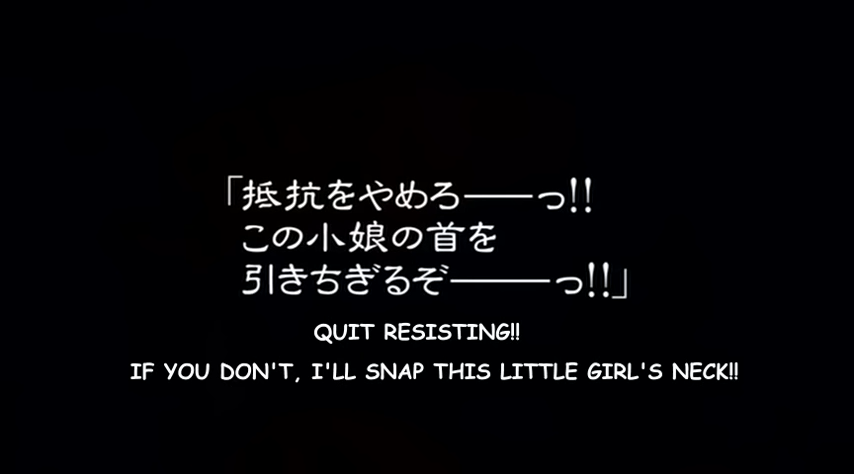 「抵抗をやめろ――っ!!
この小娘の首を
引きちぎるぞ―――っ!!」
QUIT RESISTING!!
IF YOU DON'T, I'LL SNAP THIS LITTLE GIRL'S NECK!!